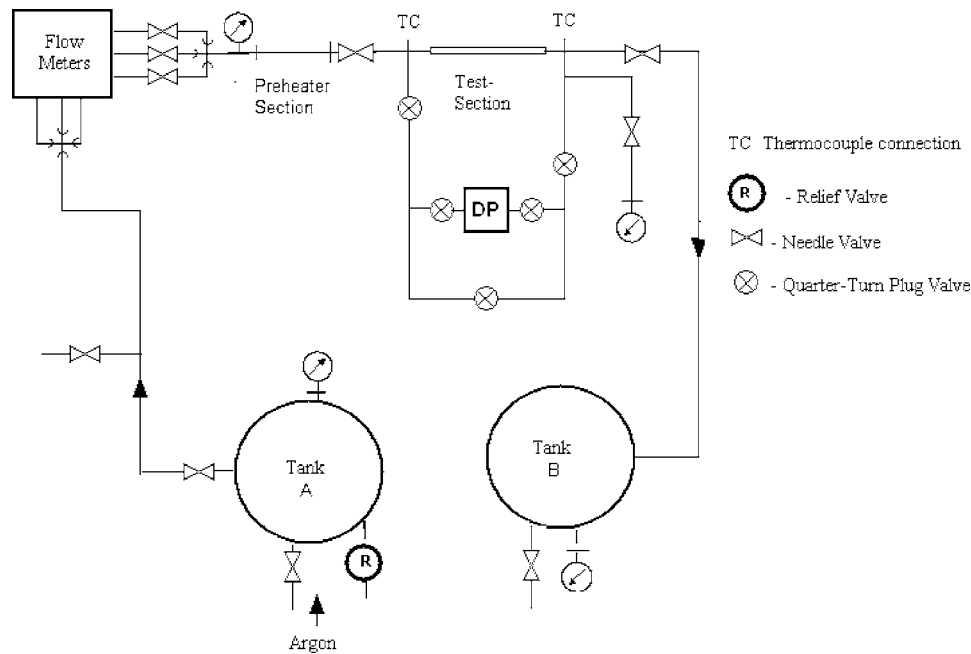 Flow
Meters
TC
TC
Preheater
Section
Test-
Section
DP
TC Thermocouple connection
R - Relief Valve
- Needle Valve
- Quarter-Turn Plug Valve
Tank
A
Tank
B
R
Argon